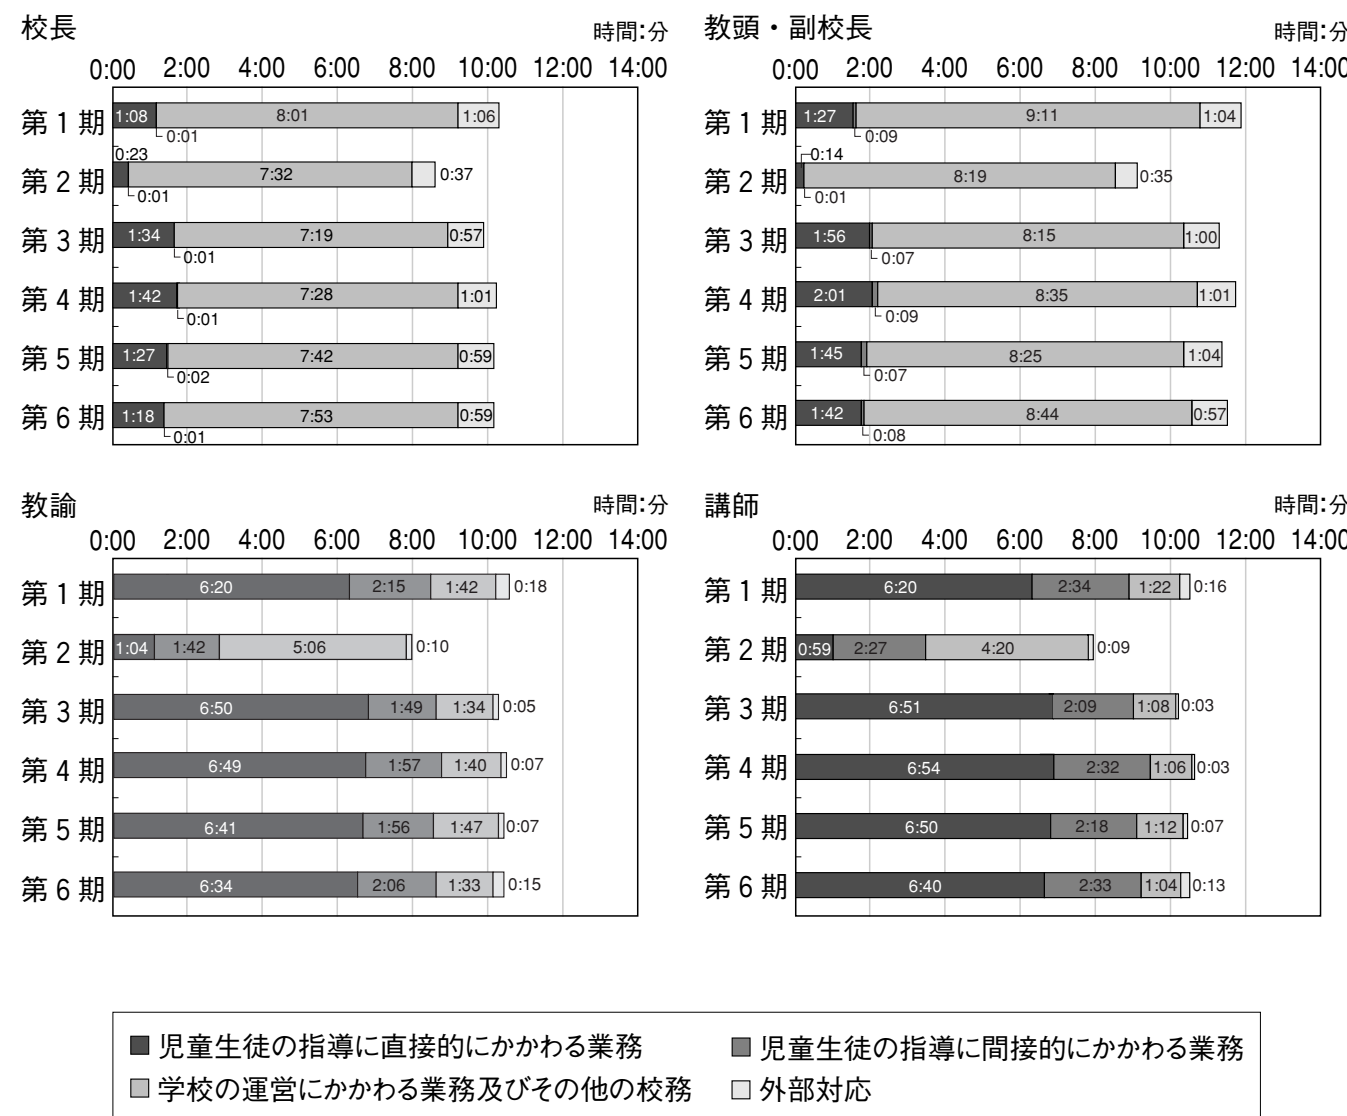 校長
時間:分
0:00 2:00 4:00 6:00 8:00 10:00 12:00 14:00
第1期 1:08 0:01 8:01 1:06
第2期 0:23 0:01 7:32 0:37
第3期 1:34 0:01 7:19 0:57
第4期 1:42 0:01 7:28 1:01
第5期 1:27 0:02 7:42 0:59
第6期 1:18 0:01 7:53 0:59
教頭・副校長
時間:分
0:00 2:00 4:00 6:00 8:00 10:00 12:00 14:00
第1期 1:27 0:09 9:11 1:04
第2期 0:14 0:01 8:19 0:35
第3期 1:56 0:07 8:15 1:00
第4期 2:01 0:09 8:35 1:01
第5期 1:45 0:07 8:25 1:04
第6期 1:42 0:08 8:44 0:57
教諭
時間:分
0:00 2:00 4:00 6:00 8:00 10:00 12:00 14:00
第1期 6:20 2:15 1:42 0:18
第2期 1:04 1:42 5:06 0:10
第3期 6:50 1:49 1:34 0:05
第4期 6:49 1:57 1:40 0:07
第5期 6:41 1:56 1:47 0:07
第6期 6:34 2:06 1:33 0:15
講師
時間:分
0:00 2:00 4:00 6:00 8:00 10:00 12:00 14:00
第1期 6:20 2:34 1:22 0:16
第2期 0:59 2:27 4:20 0:09
第3期 6:51 2:09 1:08 0:03
第4期 6:54 2:32 1:06 0:03
第5期 6:50 2:18 1:12 0:07
第6期 6:40 2:33 1:04 0:13
児童生徒の指導に直接的にかかわる業務
児童生徒の指導に間接的にかかわる業務
学校の運営にかかわる業務及びその他の校務
外部対応